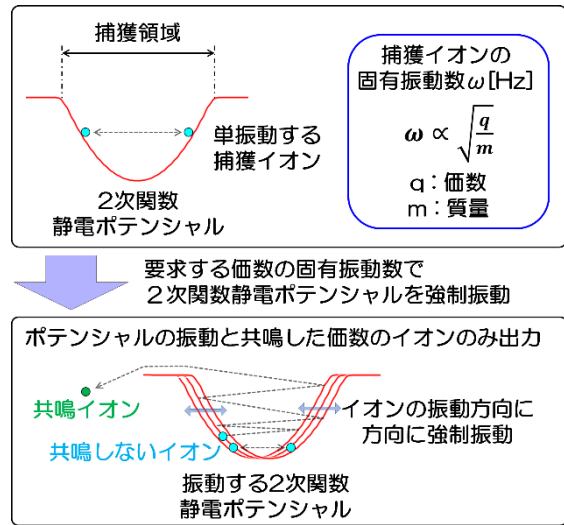 捕獲領域
単振動する
捕獲イオン
2次関数
静電ポテンシャル
捕獲イオンの
固有振動数ω[Hz]
ω ∝ √(q/m)
q：価数
m：質量
要求する価数の固有振動数で
２次関数静電ポテンシャルを強制振動
ポテンシャルの振動と共鳴した価数のイオンのみ出力
共鳴イオン
共鳴しないイオン
イオンの振動方向に
方向に強制振動
振動する2次関数
静電ポテンシャル